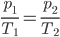 p₁/T₁ = p₂/T₂